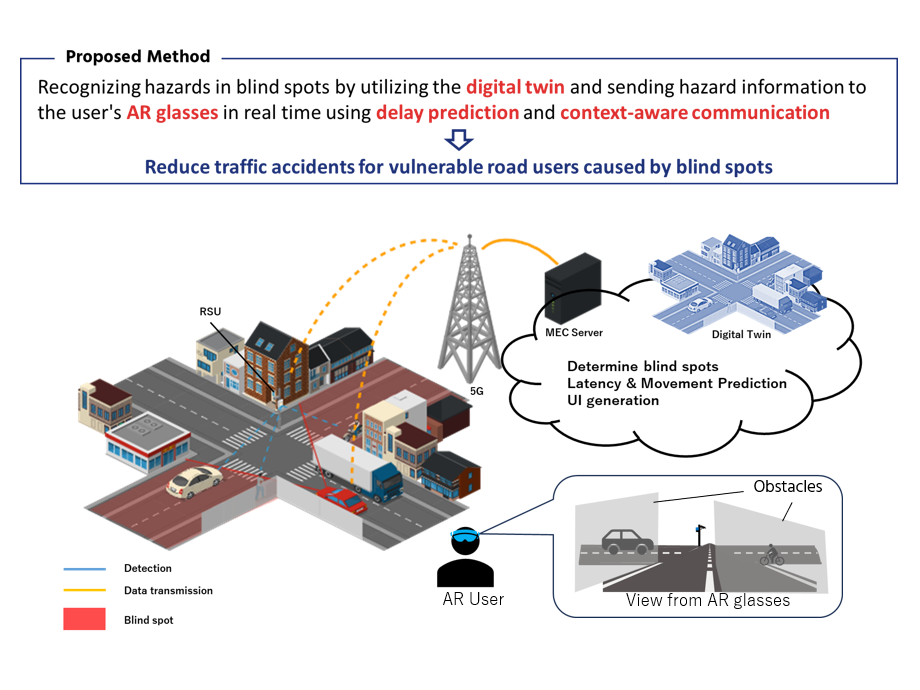 Proposed Method
Recognizing hazards in blind spots by utilizing the digital twin and sending hazard information to
the user's AR glasses in real time using delay prediction and context-aware communication
Reduce traffic accidents for vulnerable road users caused by blind spots
RSU
5G
MEC Server
Digital Twin
Determine blind spots
Latency & Movement Prediction
UI generation
Obstacles
View from AR glasses
AR User
Detection
Data transmission
Blind spot